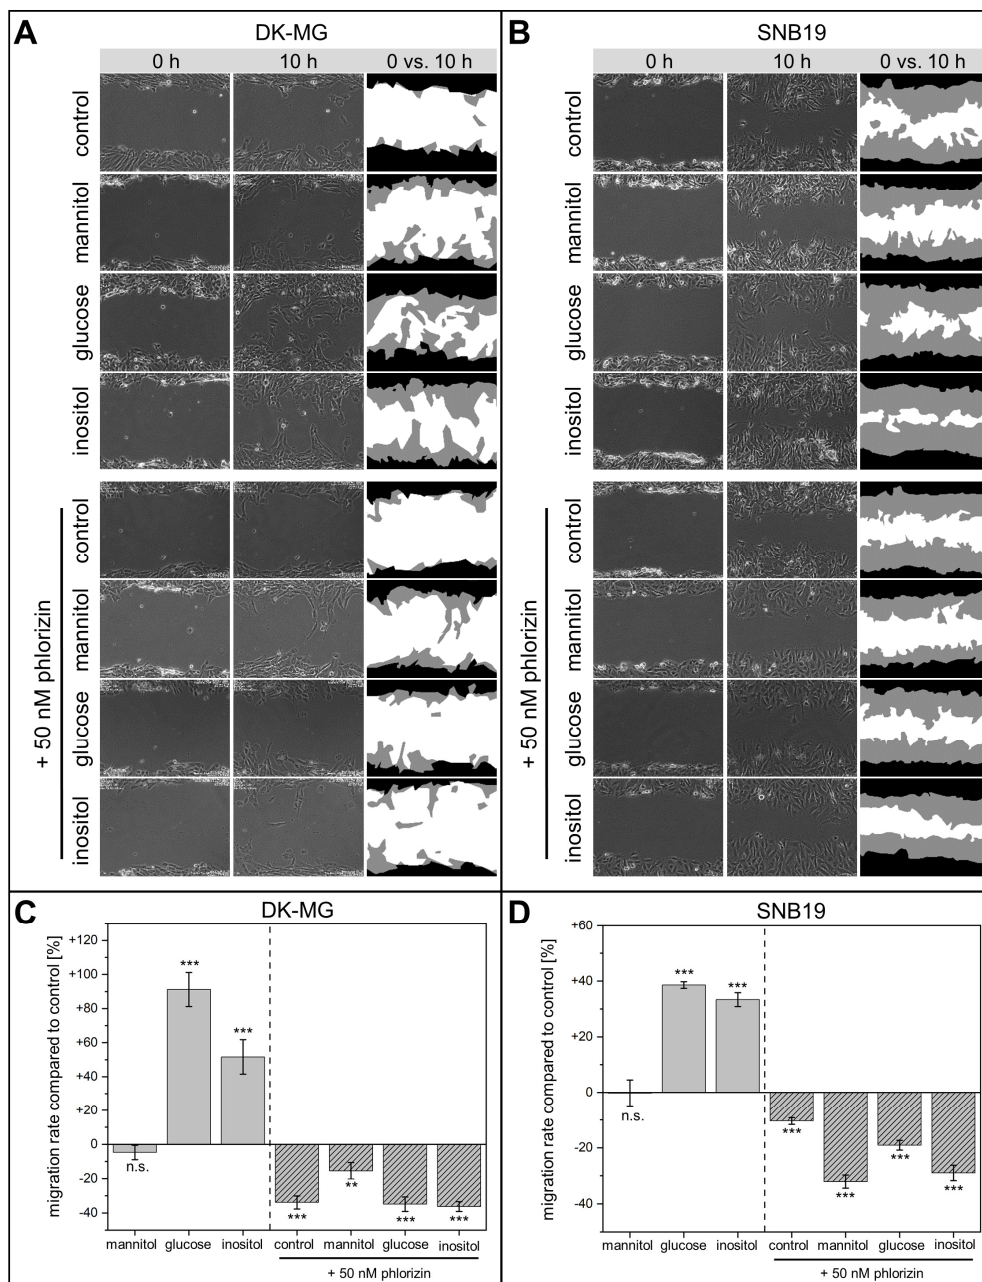 A
DK-MG
0 h
10 h
0 vs. 10 h
control
mannitol
glucose
inositol
+ 50 nM phlorizin
control
mannitol
glucose
inositol
B
SNB19
0 h
10 h
0 vs. 10 h
control
mannitol
glucose
inositol
+ 50 nM phlorizin
control
mannitol
glucose
inositol
C
DK-MG
migration rate compared to control [%]
+120
+100
+80
+60
+40
+20
0
-20
-40
n.s.
***
***
***
**
***
***
mannitol glucose inositol control mannitol glucose inositol
+ 50 nM phlorizin
D
SNB19
migration rate compared to control [%]
+60
+40
+20
0
-20
-40
n.s.
***
***
***
***
***
***
mannitol glucose inositol control mannitol glucose inositol
+ 50 nM phlorizin